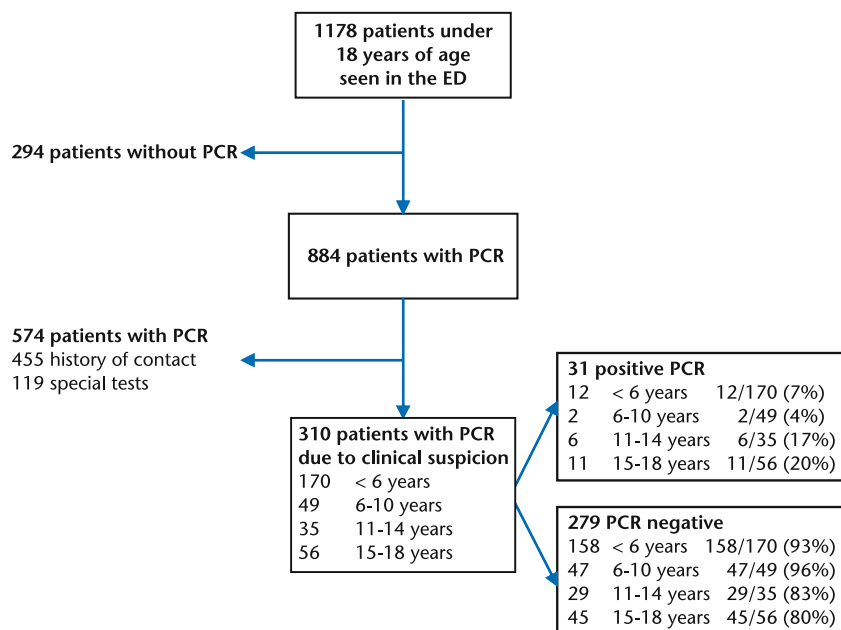 1178 patients under
18 years of age
seen in the ED
294 patients without PCR
884 patients with PCR
574 patients with PCR
455 history of contact
119 special tests
310 patients with PCR
due to clinical suspicion
170 < 6 years
49 6-10 years
35 11-14 years
56 15-18 years
31 positive PCR
12 < 6 years 12/170 (7%)
2 6-10 years 2/49 (4%)
6 11-14 years 6/35 (17%)
11 15-18 years 11/56 (20%)
279 PCR negative
158 < 6 years 158/170 (93%)
47 6-10 years 47/49 (96%)
29 11-14 years 29/35 (83%)
45 15-18 years 45/56 (80%)